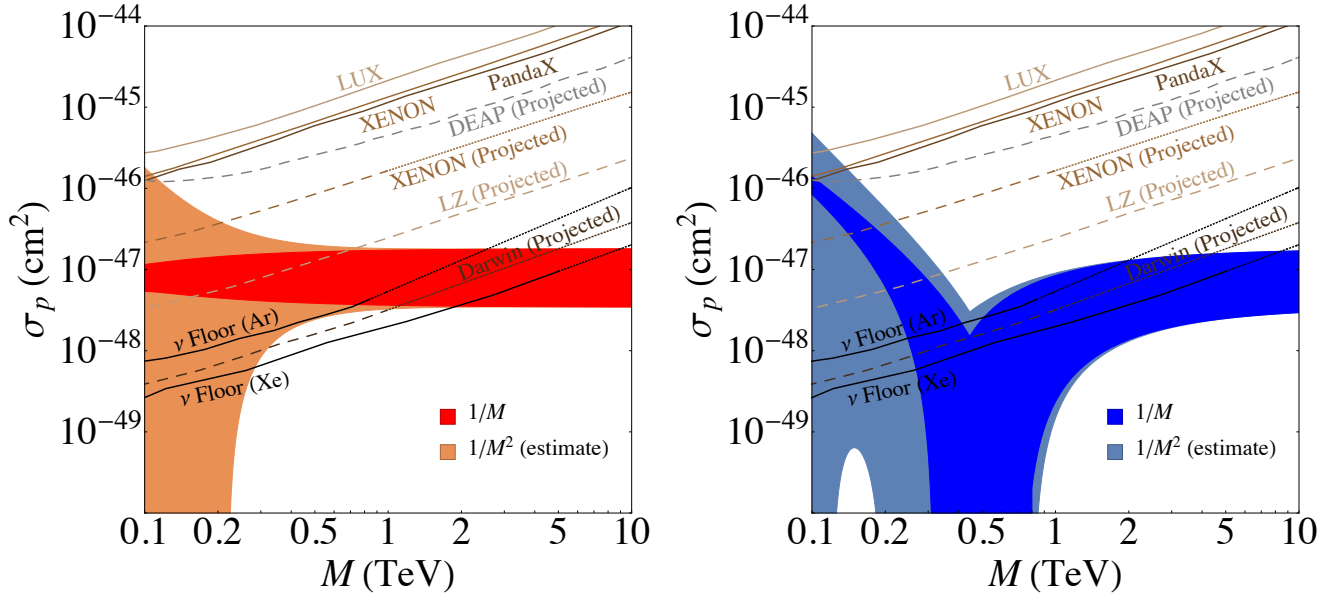 10^-44
10^-45
10^-46
10^-47
10^-48
10^-49
σp (cm^2)
LUX
PandaX
XENON
DEAP (Projected)
XENON (Projected)
LZ (Projected)
Darwin (Projected)
ν Floor (Ar)
ν Floor (Xe)
1/M
1/M^2 (estimate)
0.1 0.2 0.5 1 2 5 10
M (TeV)
10^-44
10^-45
10^-46
10^-47
10^-48
10^-49
σp (cm^2)
LUX
PandaX
XENON
DEAP (Projected)
XENON (Projected)
LZ (Projected)
Darwin (Projected)
ν Floor (Ar)
ν Floor (Xe)
1/M
1/M^2 (estimate)
0.1 0.2 0.5 1 2 5 10
M (TeV)